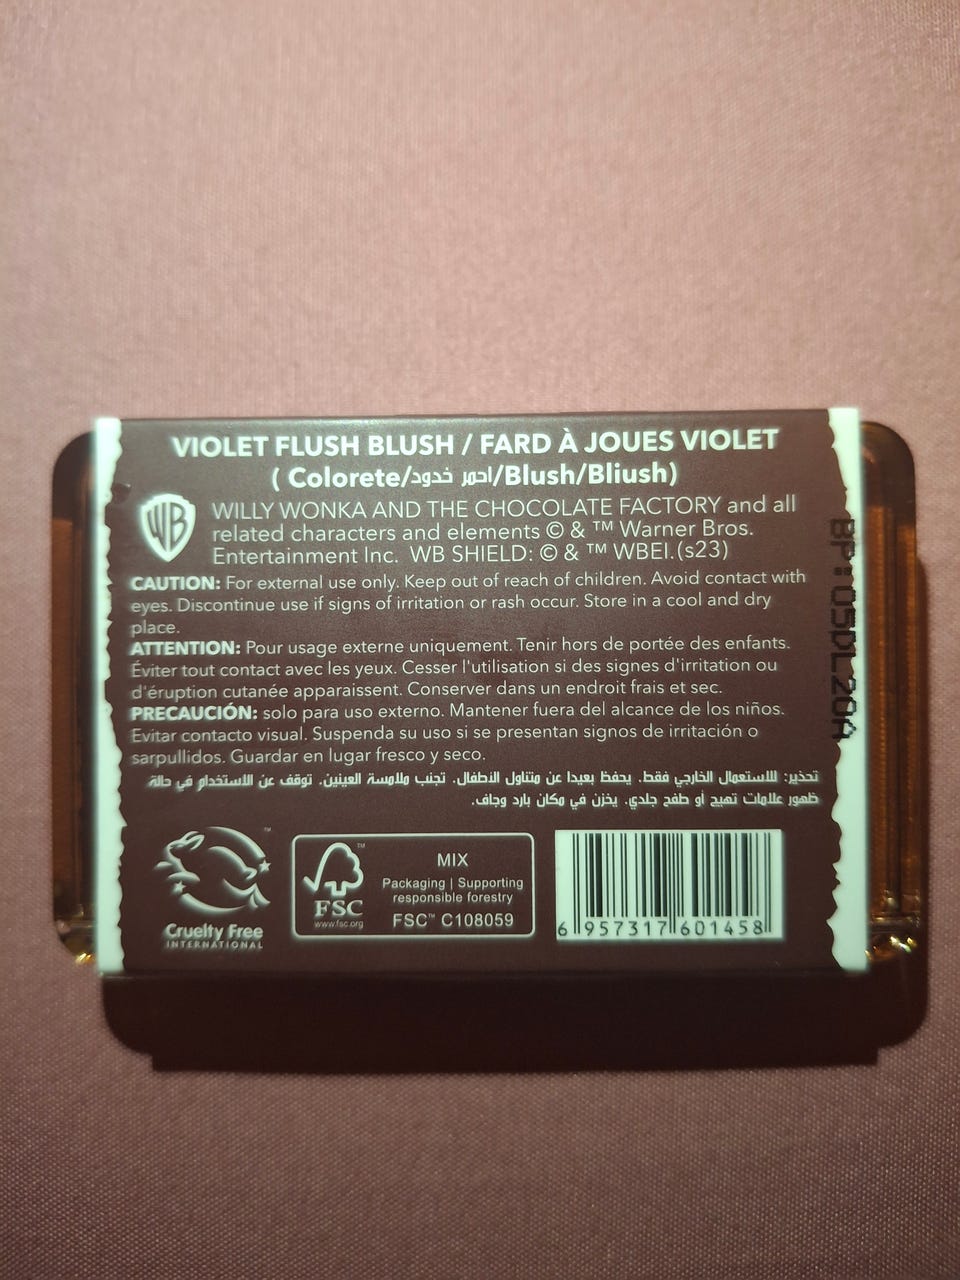 VIOLET FLUSH BLUSH / FARD À JOUES VIOLET
( Colorete/احمر خدود/Blush/Bliush)
WB
WILLY WONKA AND THE CHOCOLATE FACTORY and all
related characters and elements © & ™ Warner Bros.
Entertainment Inc. WB SHIELD: © & ™ WBEI.(s23)
CAUTION: For external use only. Keep out of reach of children. Avoid contact with
eyes. Discontinue use if signs of irritation or rash occur. Store in a cool and dry
place.
ATTENTION: Pour usage externe uniquement. Tenir hors de portée des enfants.
Éviter tout contact avec les yeux. Cesser l'utilisation si des signes d'irritation ou
d'éruption cutanée apparaissent. Conserver dans un endroit frais et sec.
PRECAUCIÓN: solo para uso externo. Mantener fuera del alcance de los niños.
Evitar contacto visual. Suspenda su uso si se presentan signos de irritación o
sarpullidos. Guardar en lugar fresco y seco.
تحذير: للاستعمال الخارجي فقط. يحفظ بعيدا عن متناول الأطفال. تجنب ملامسة العينين. توقف عن الاستخدام في حالة
ظهور علامات تهيج أو طفح جلدي. يخزن في مكان بارد وجاف.
Cruelty Free
INTERNATIONAL
™
FSC
www.fsc.org
MIX
Packaging | Supporting
responsible forestry
FSC™ C108059
6 957317 601458
BP:05DL20A